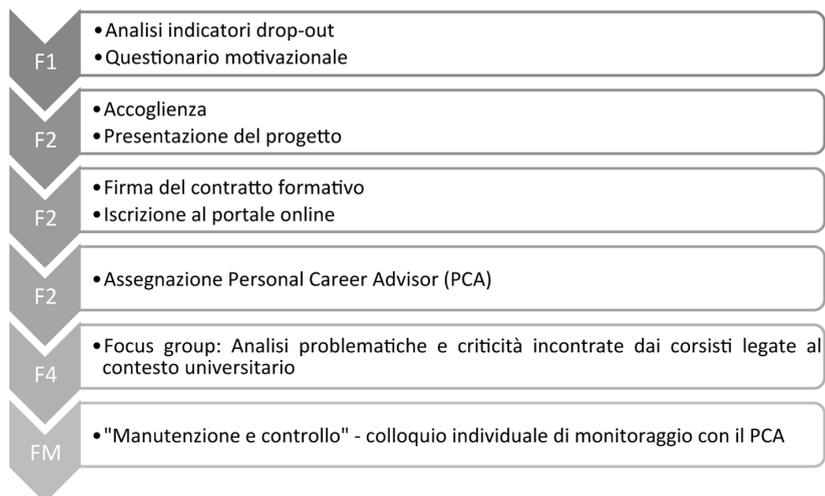 F1
•Analisi indicatori drop-out
•Questionario motivazionale
F2
•Accoglienza
•Presentazione del progetto
F2
•Firma del contratto formativo
•Iscrizione al portale online
F2
•Assegnazione Personal Career Advisor (PCA)
F4
•Focus group: Analisi problematiche e criticità incontrate dai corsisti legate al
contesto universitario
FM
•"Manutenzione e controllo" - colloquio individuale di monitoraggio con il PCA